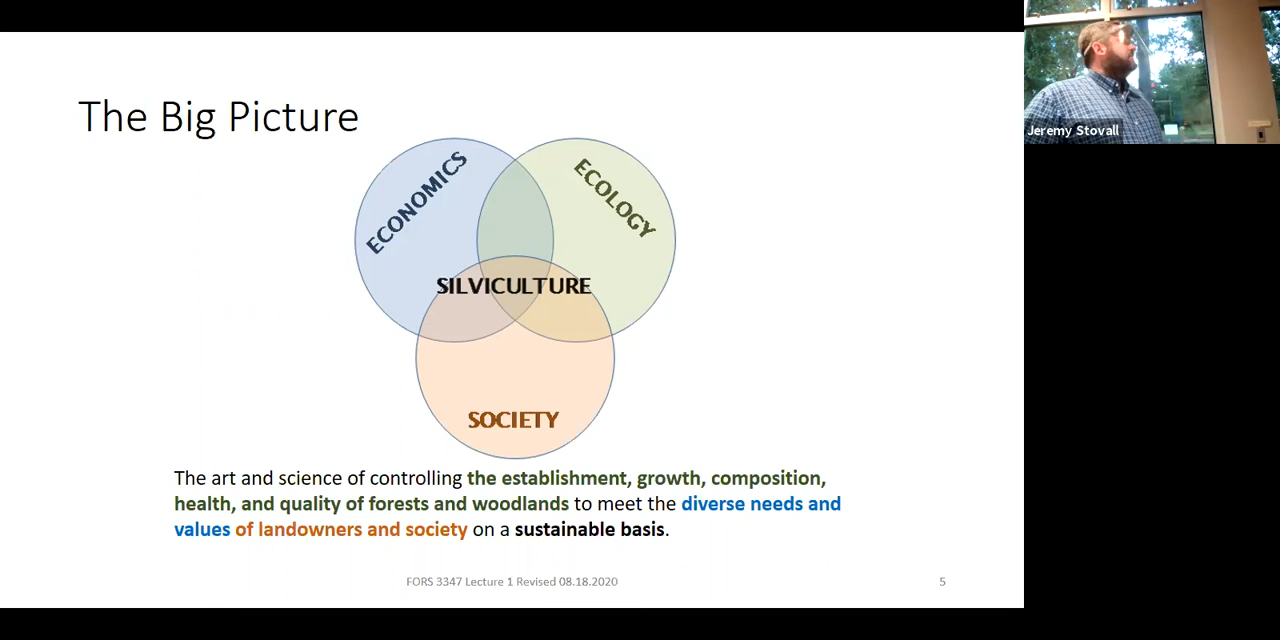 The Big Picture
ECONOMICS
ECOLOGY
SILVICULTURE
SOCIETY
The art and science of controlling the establishment, growth, composition,
health, and quality of forests and woodlands to meet the diverse needs and
values of landowners and society on a sustainable basis.
FORS 3347 Lecture 1 Revised 08.18.2020
5
Jeremy Stovall